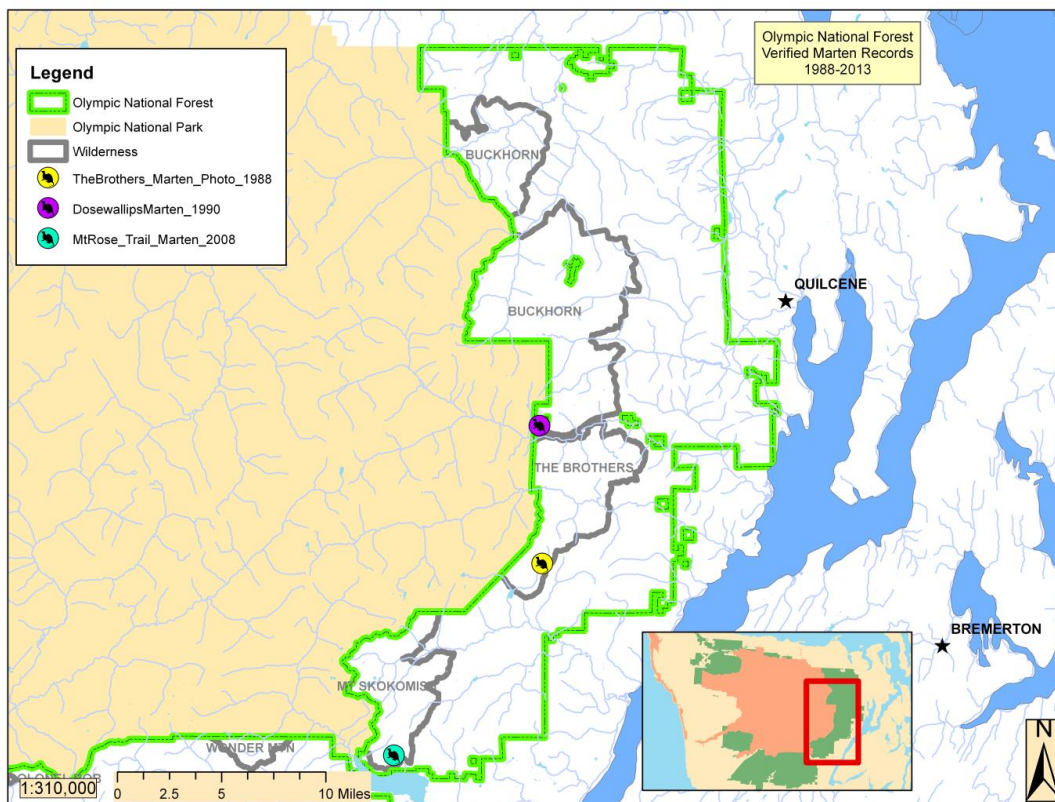 Olympic National Forest
Verified Marten Records
1988-2013
Legend
Olympic National Forest
Olympic National Park
Wilderness
TheBrothers_Marten_Photo_1988
DosewallipsMarten_1990
MtRose_Trail_Marten_2008
BUCKHORN
BUCKHORN
QUILCENE
THE BROTHERS
BREMERTON
MT SKOKOMISH
WONDER MTN
COLONEL BOB
1:310,000
0 2.5 5 10 Miles
N